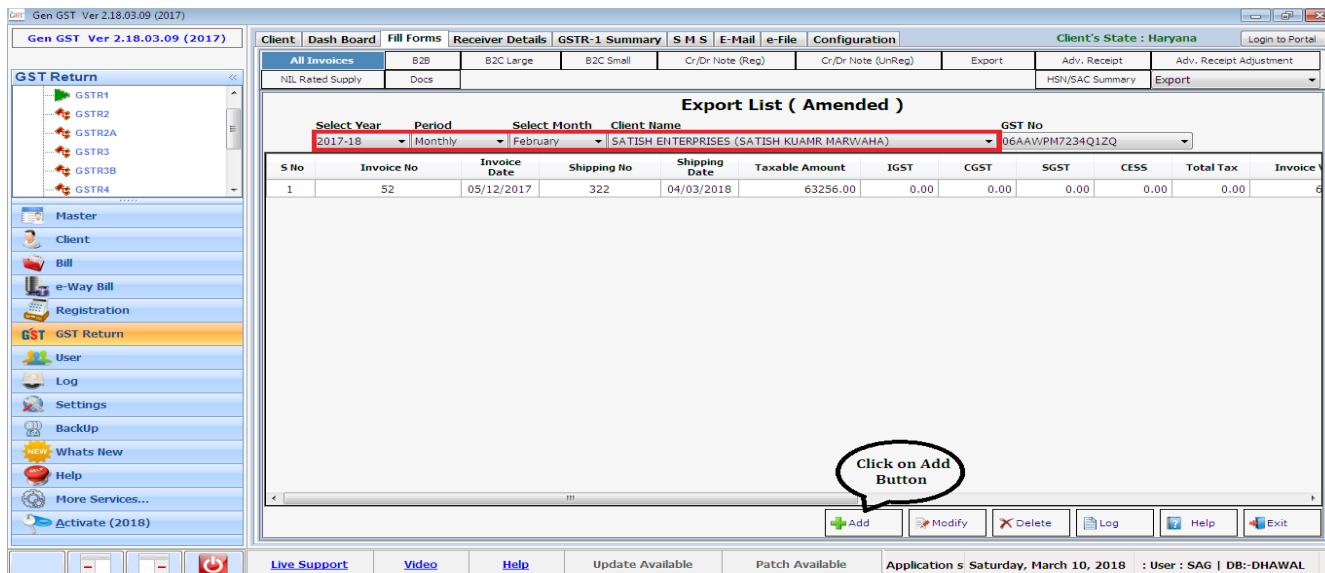 GST Gen GST Ver 2.18.03.09 (2017)
Gen GST Ver 2.18.03.09 (2017)
Client Dash Board Fill Forms Receiver Details GSTR-1 Summary S M S E-Mail e-File Configuration Client's State : Haryana Login to Portal
All Invoices B2B B2C Large B2C Small Cr/Dr Note (Reg) Cr/Dr Note (UnReg) Export Adv. Receipt Adv. Receipt Adjustment
NIL Rated Supply Docs HSN/SAC Summary Export
GST Return
GSTR1
GSTR2
GSTR2A
GSTR3
GSTR3B
GSTR4
Master
Client
Bill
e-Way Bill
Registration
GST GST Return
User
Log
Settings
BackUp
NEW Whats New
Help
More Services...
Activate (2018)
Export List ( Amended )
Select Year Period Select Month Client Name GST No
2017-18 Monthly February SATISH ENTERPRISES (SATISH KUAMR MARWAHA) 06AAWPM7234Q1ZQ
S No Invoice No Invoice Date Shipping No Shipping Date Taxable Amount IGST CGST SGST CESS Total Tax Invoice V
1 52 05/12/2017 322 04/03/2018 63256.00 0.00 0.00 0.00 0.00 0.00 6
Click on Add
Button
Add Modify Delete Log Help Exit
Live Support Video Help Update Available Patch Available Application s Saturday, March 10, 2018 : User : SAG | DB:-DHAWAL